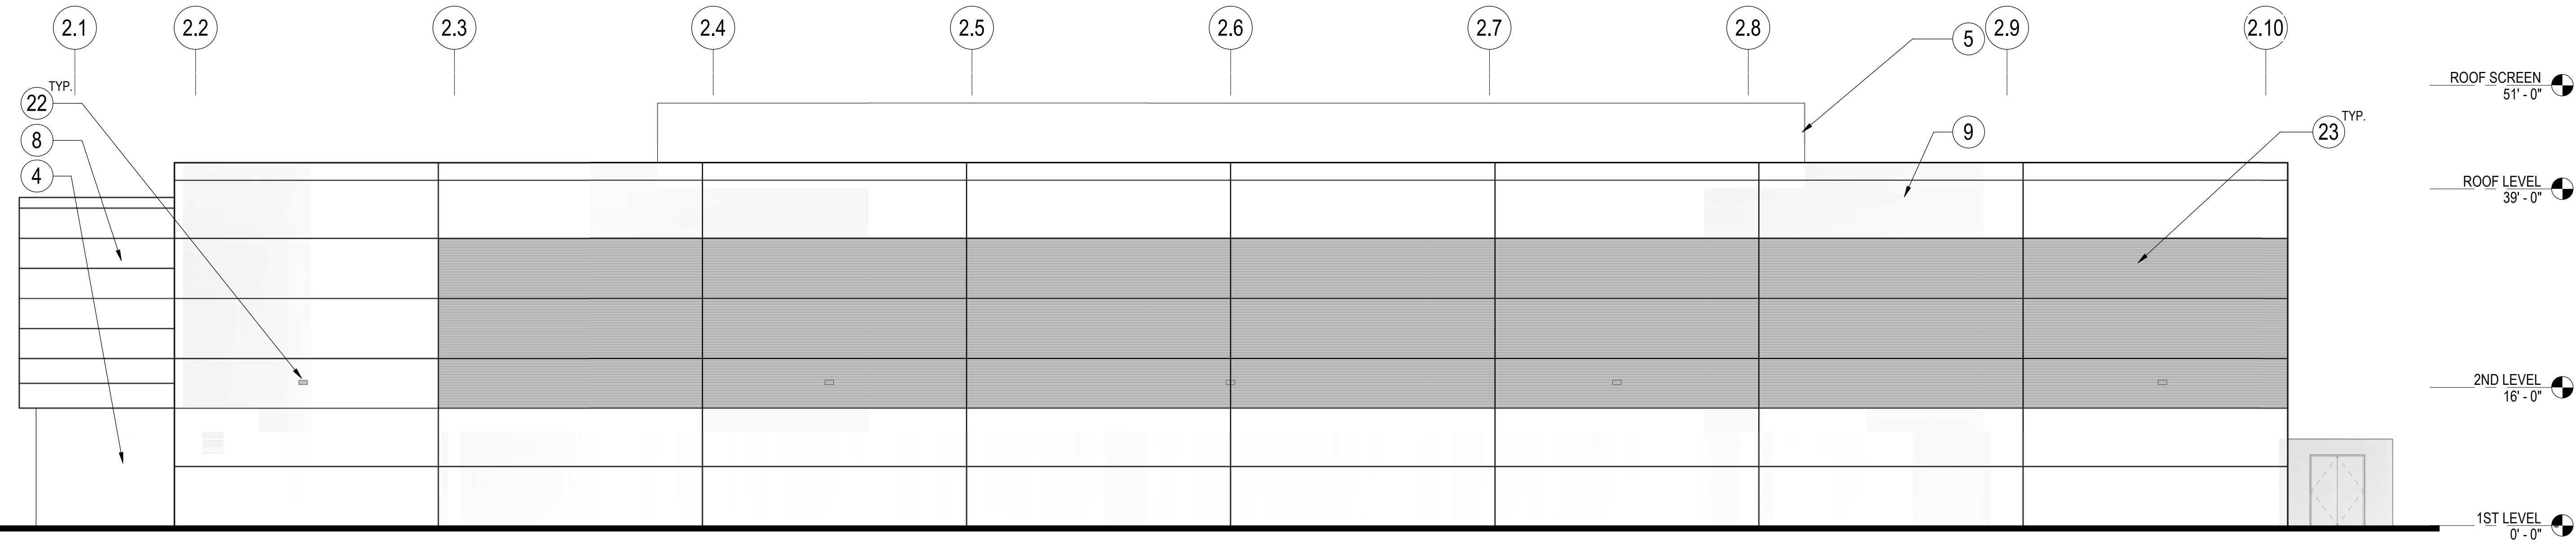 2.1 2.2 2.3 2.4 2.5 2.6 2.7 2.8 2.9 2.10
5
ROOF SCREEN
51' - 0"
TYP.
22
9
TYP.
23
8
4
ROOF LEVEL
39' - 0"
2ND LEVEL
16' - 0"
1ST LEVEL
0' - 0"